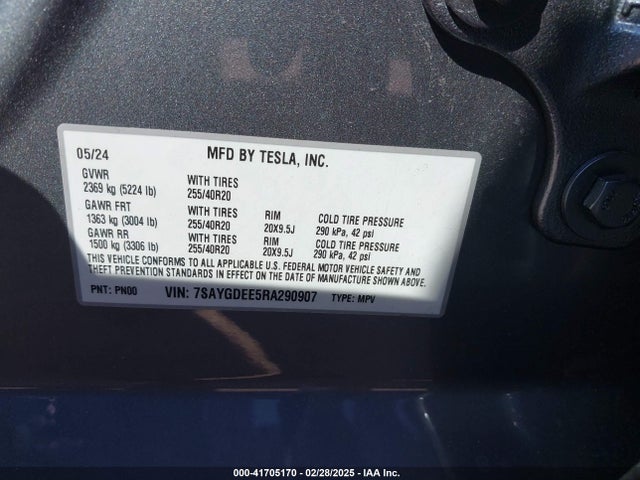 05/24 MFD BY TESLA, INC.
GVWR WITH TIRES
2369 kg (5224 lb) 255/40R20
GAWR FRT WITH TIRES RIM COLD TIRE PRESSURE
1363 kg (3004 lb) 255/40R20 20X9.5J 290 kPa, 42 psi
GAWR RR WITH TIRES RIM COLD TIRE PRESSURE
1500 kg (3306 lb) 255/40R20 20X9.5J 290 kPa, 42 psi
THIS VEHICLE CONFORMS TO ALL APPLICABLE U.S. FEDERAL MOTOR VEHICLE SAFETY AND
THEFT PREVENTION STANDARDS IN EFFECT ON THE DATE OF MANUFACTURE SHOWN ABOVE.
PNT: PN00 VIN: 7SAYGDEE5RA290907 TYPE: MPV
000-41705170 | 02/28/2025 - IAA Inc.